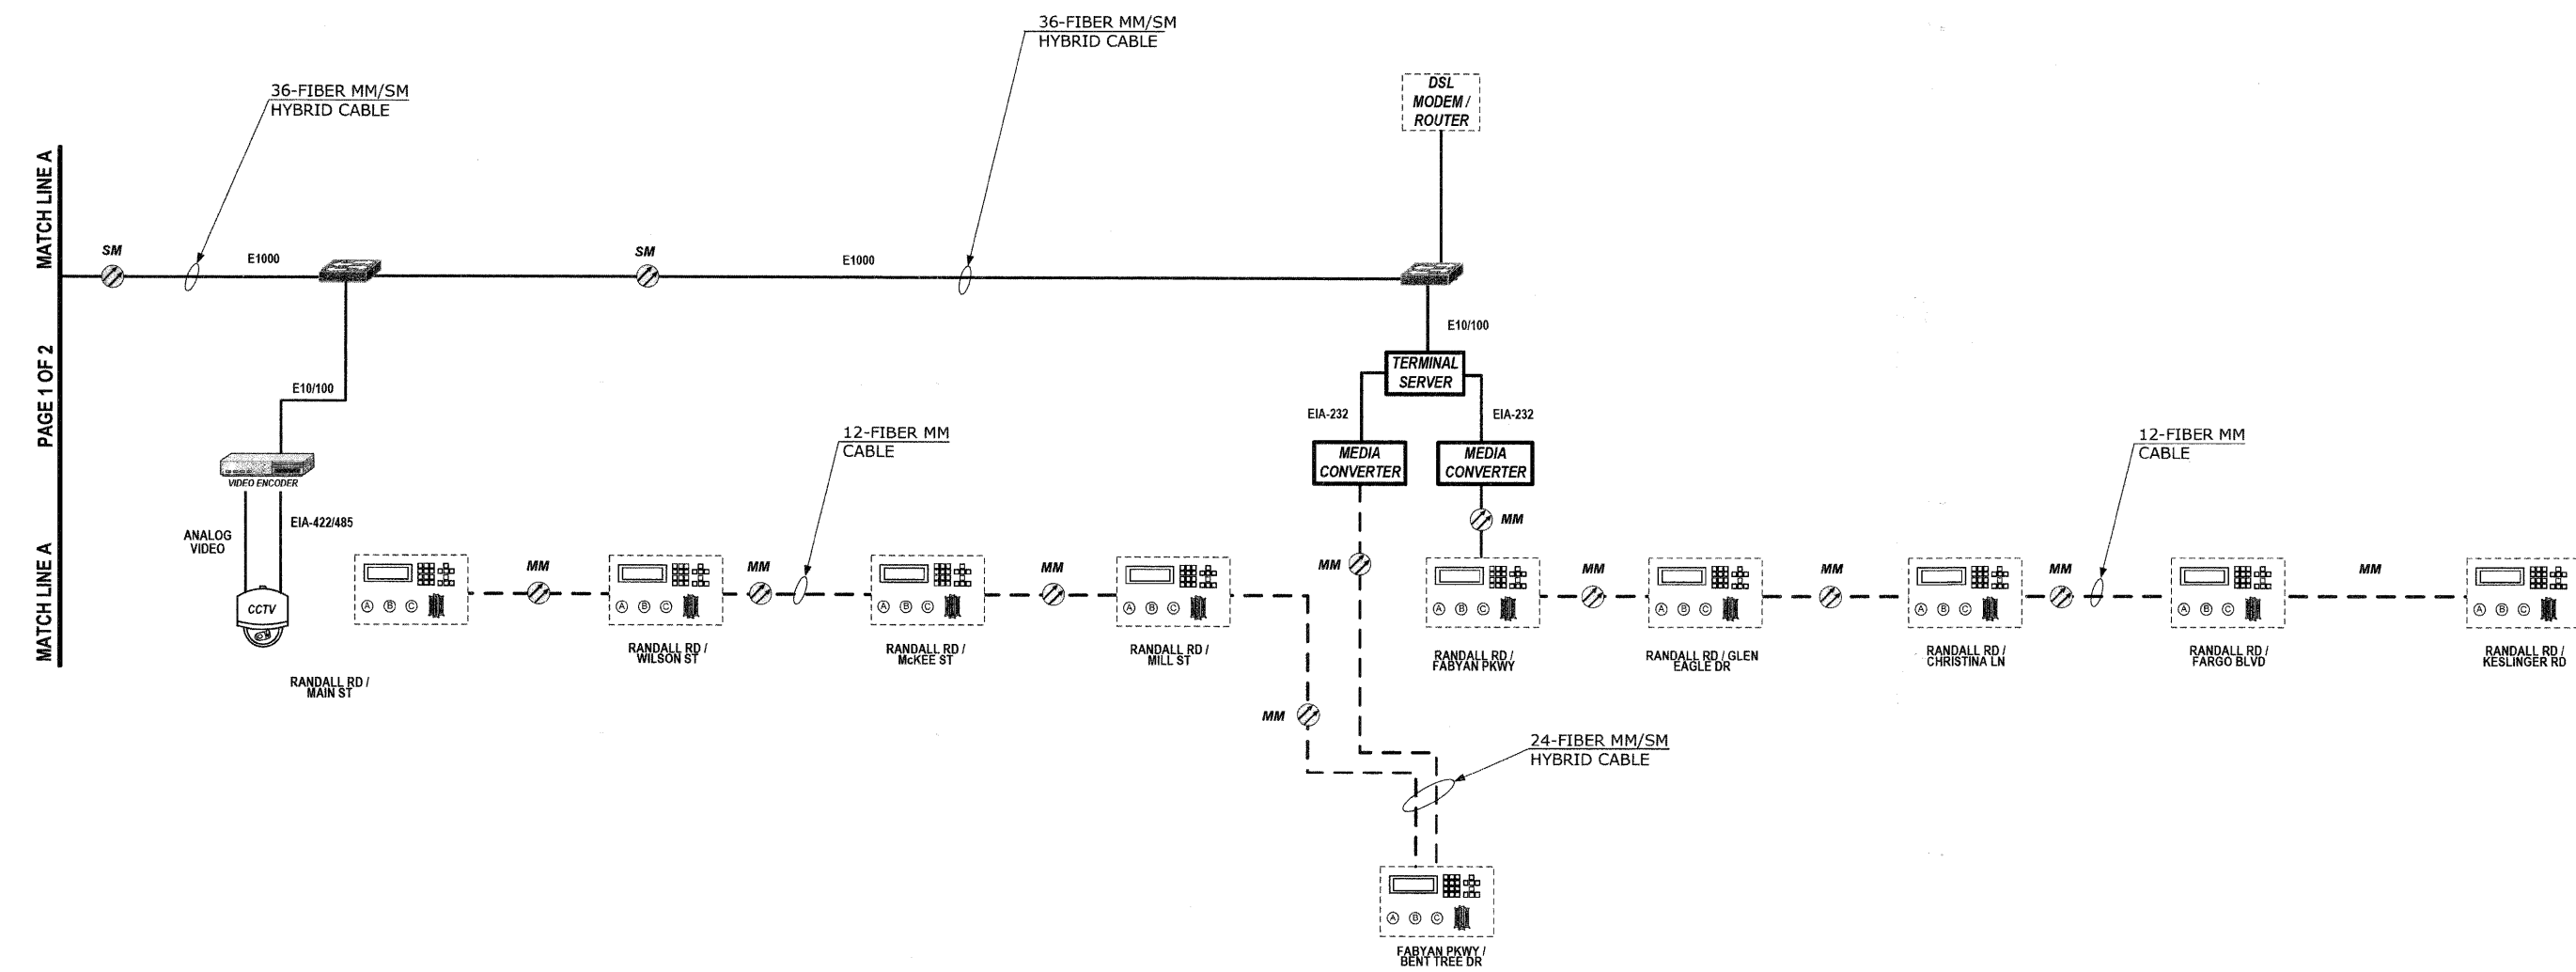 36-FIBER MM/SM
HYBRID CABLE
36-FIBER MM/SM
HYBRID CABLE
DSL
MODEM /
ROUTER
MATCH LINE A
PAGE 1 OF 2
MATCH LINE A
SM
E1000
SM
E1000
E10/100
TERMINAL
SERVER
E10/100
EIA-232
EIA-232
12-FIBER MM
CABLE
12-FIBER MM
CABLE
MEDIA
CONVERTER
MEDIA
CONVERTER
VIDEO ENCODER
ANALOG
VIDEO
EIA-422/485
MM
CCTV
MM
MM
MM
MM
MM
MM
MM
MM
A B C
A B C
A B C
A B C
A B C
A B C
A B C
A B C
A B C
RANDALL RD /
MAIN ST
RANDALL RD /
WILSON ST
RANDALL RD /
McKEE ST
RANDALL RD /
MILL ST
RANDALL RD /
FABYAN PKWY
RANDALL RD / GLEN
EAGLE DR
RANDALL RD /
CHRISTINA LN
RANDALL RD /
FARGO BLVD
RANDALL RD /
KESLINGER RD
MM
24-FIBER MM/SM
HYBRID CABLE
A B C
FABYAN PKWY /
BENT TREE DR